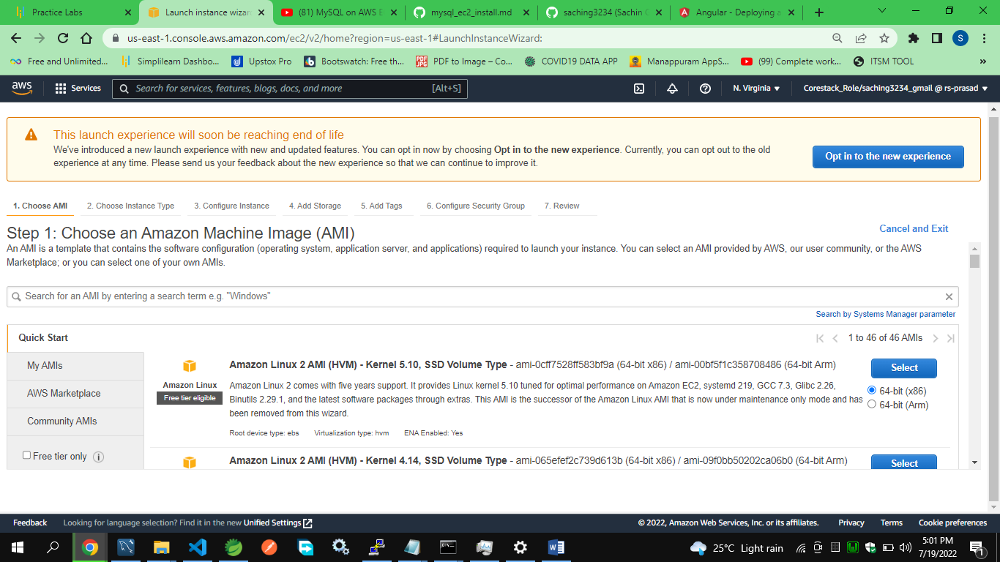 Practice Labs
Launch instance wizar
(81) MySQL on AWS E
mysql_ec2_install.md
saching3234 (Sachin
Angular - Deploying a
us-east-1.console.aws.amazon.com/ec2/v2/home?region=us-east-1#LaunchInstanceWizard:
S
Free and Unlimited...
Simplilearn Dashbo...
Upstox Pro
Bootswatch: Free th...
PDF to Image – Co...
COVID19 DATA APP
Manappuram AppS...
(99) Complete work...
ITSM TOOL
»
aws
Services
Search for services, features, blogs, docs, and more
[Alt+S]
N. Virginia
Corestack_Role/saching3234_gmail @ rs-prasad
This launch experience will soon be reaching end of life
We've introduced a new launch experience with new and updated features. You can opt in now by choosing Opt in to the new experience. Currently, you can opt out to the old
experience at any time. Please send us your feedback about the new experience so that we can continue to improve it.
Opt in to the new experience
1. Choose AMI
2. Choose Instance Type
3. Configure Instance
4. Add Storage
5. Add Tags
6. Configure Security Group
7. Review
Step 1: Choose an Amazon Machine Image (AMI)
Cancel and Exit
An AMI is a template that contains the software configuration (operating system, application server, and applications) required to launch your instance. You can select an AMI provided by AWS, our user community, or the AWS
Marketplace; or you can select one of your own AMIs.
Search for an AMI by entering a search term e.g. "Windows"
Search by Systems Manager parameter
Quick Start
1 to 46 of 46 AMIs
My AMIs
AWS Marketplace
Community AMIs
Free tier only
Amazon Linux
Free tier eligible
Amazon Linux 2 AMI (HVM) - Kernel 5.10, SSD Volume Type - ami-0cff7528ff583bf9a (64-bit x86) / ami-00bf5f1c358708486 (64-bit Arm)
Amazon Linux 2 comes with five years support. It provides Linux kernel 5.10 tuned for optimal performance on Amazon EC2, systemd 219, GCC 7.3, Glibc 2.26,
Binutils 2.29.1, and the latest software packages through extras. This AMI is the successor of the Amazon Linux AMI that is now under maintenance only mode and has
been removed from this wizard.
Root device type: ebs
Virtualization type: hvm
ENA Enabled: Yes
Select
64-bit (x86)
64-bit (Arm)
Amazon Linux 2 AMI (HVM) - Kernel 4.14, SSD Volume Type - ami-065efef2c739d613b (64-bit x86) / ami-09f0bb50202ca06b0 (64-bit Arm)
Select
Feedback
Looking for language selection? Find it in the new Unified Settings
© 2022, Amazon Web Services, Inc. or its affiliates.
Privacy
Terms
Cookie preferences
25°C Light rain
5:01 PM
7/19/2022
1